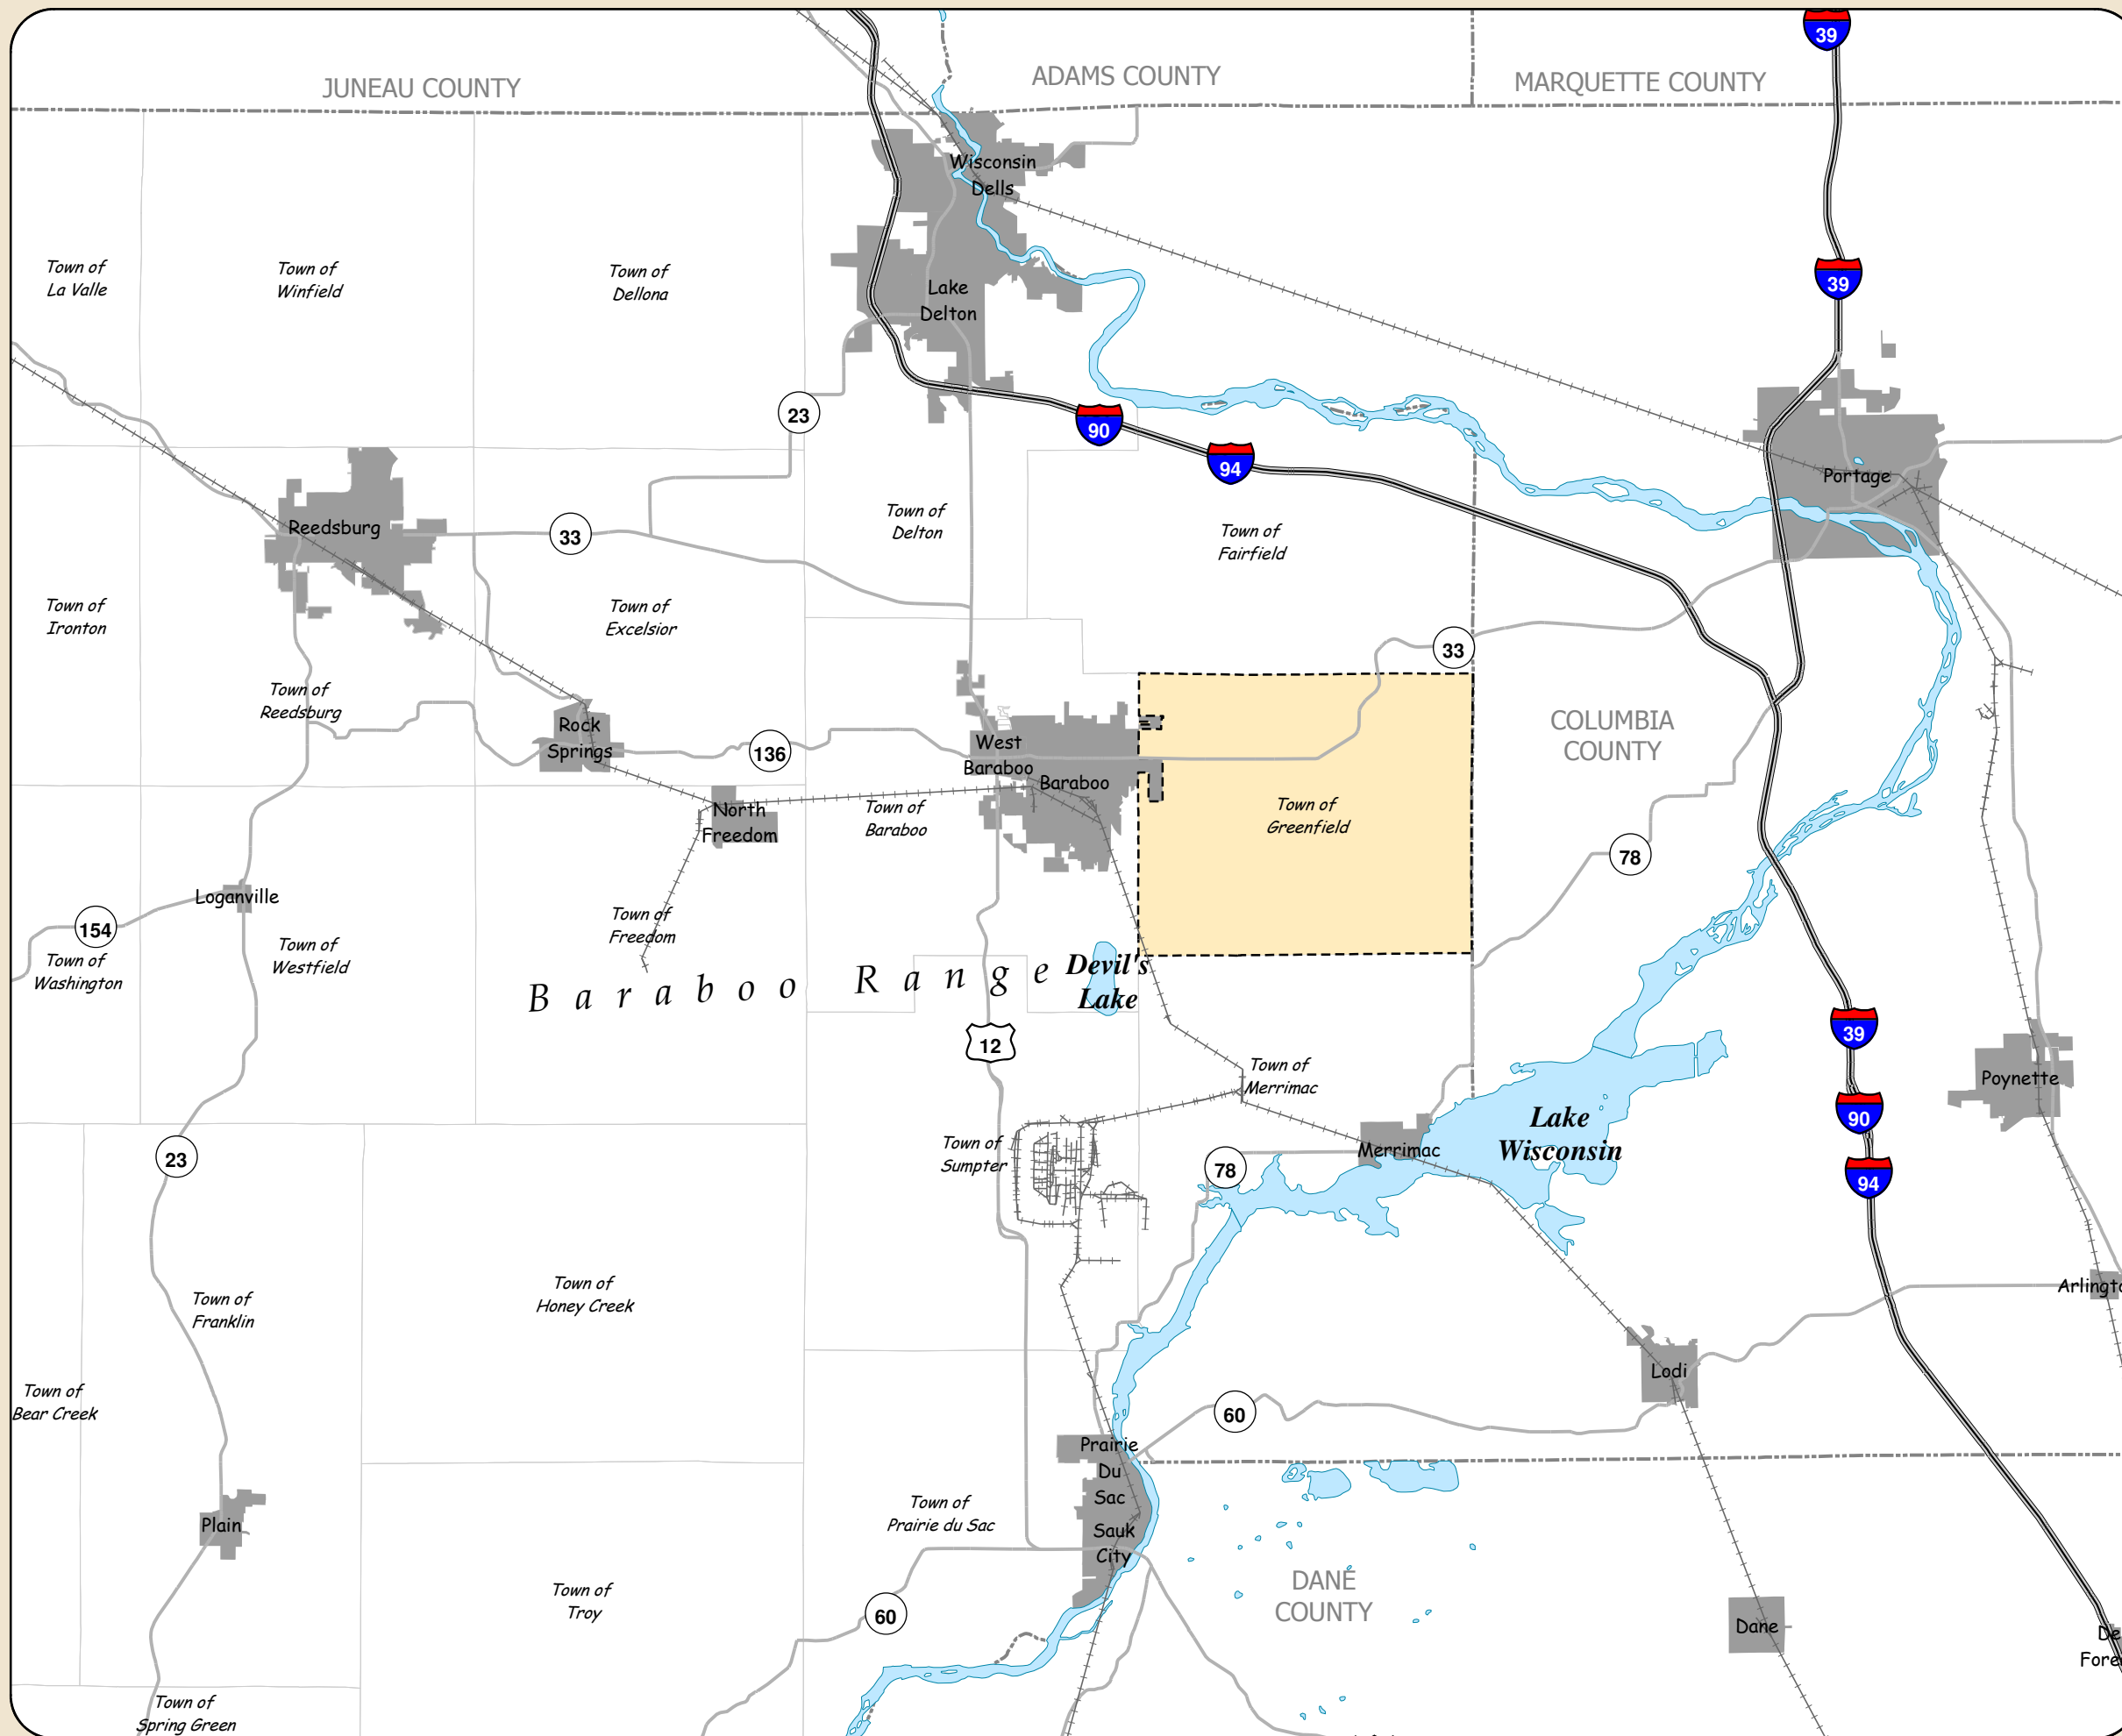 39
JUNEAU COUNTY
ADAMS COUNTY
MARQUETTE COUNTY
Wisconsin
Dells
Town of
La Valle
Town of
Winfield
Town of
Dellona
Lake
Delton
39
23
90
94
Portage
Reedsburg
33
Town of
Delton
Town of
Fairfield
Town of
Ironton
Town of
Excelsior
33
Town of
Reedsburg
Rock
Springs
136
West
Baraboo
Baraboo
COLUMBIA
COUNTY
North
Freedom
Town of
Baraboo
Town of
Greenfield
78
Loganville
154
Town of
Washington
Town of
Westfield
Town of
Freedom
Baraboo Range
Devil's
Lake
12
39
Town of
Merrimac
Poynette
90
Lake
Wisconsin
Town of
Sumpter
Merrimac
23
78
94
Town of
Franklin
Town of
Honey Creek
Arlingto
Lodi
Town of
Bear Creek
60
Prairie
Du
Sac
Town of
Prairie du Sac
Plain
Sauk
City
DANE
COUNTY
Town of
Troy
60
Dane
De
Fore
Town of
Spring Green